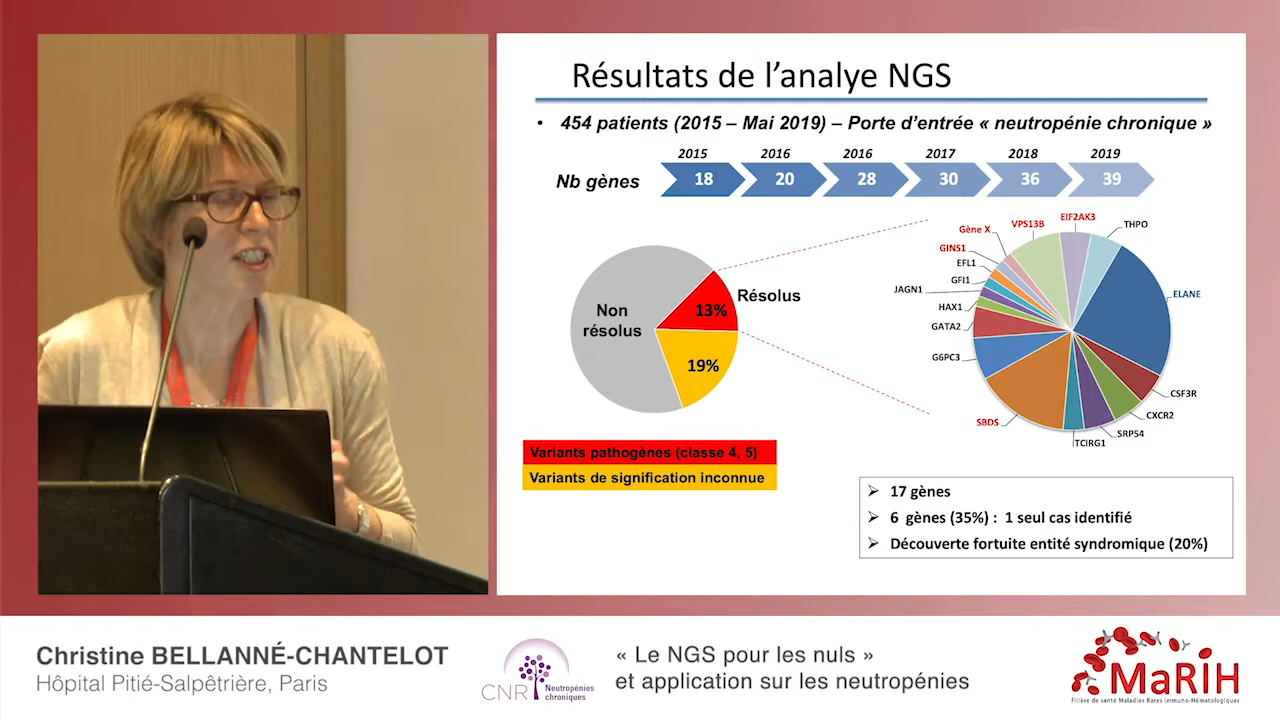 Résultats de l'analye NGS
• 454 patients (2015 – Mai 2019) – Porte d'entrée « neutropénie chronique »
2015 2016 2016 2017 2018 2019
Nb gènes 18 20 28 30 36 39
Non
résolus
Résolus
13%
19%
Gène X
VPS13B
EIF2AK3
THPO
GINS1
EFL1
GFI1
JAGN1
HAX1
GATA2
G6PC3
SBDS
TCIRG1
SRP54
CXCR2
CSF3R
ELANE
Variants pathogènes (classe 4, 5)
Variants de signification inconnue
➢ 17 gènes
➢ 6 gènes (35%) : 1 seul cas identifié
➢ Découverte fortuite entité syndromique (20%)
Christine BELLANNÉ-CHANTELOT
Hôpital Pitié-Salpêtrière, Paris
CNR Neutropénies
chroniques
« Le NGS pour les nuls »
et application sur les neutropénies
MaRIH
Filière de santé Maladies Rares Immuno-Hématologiques